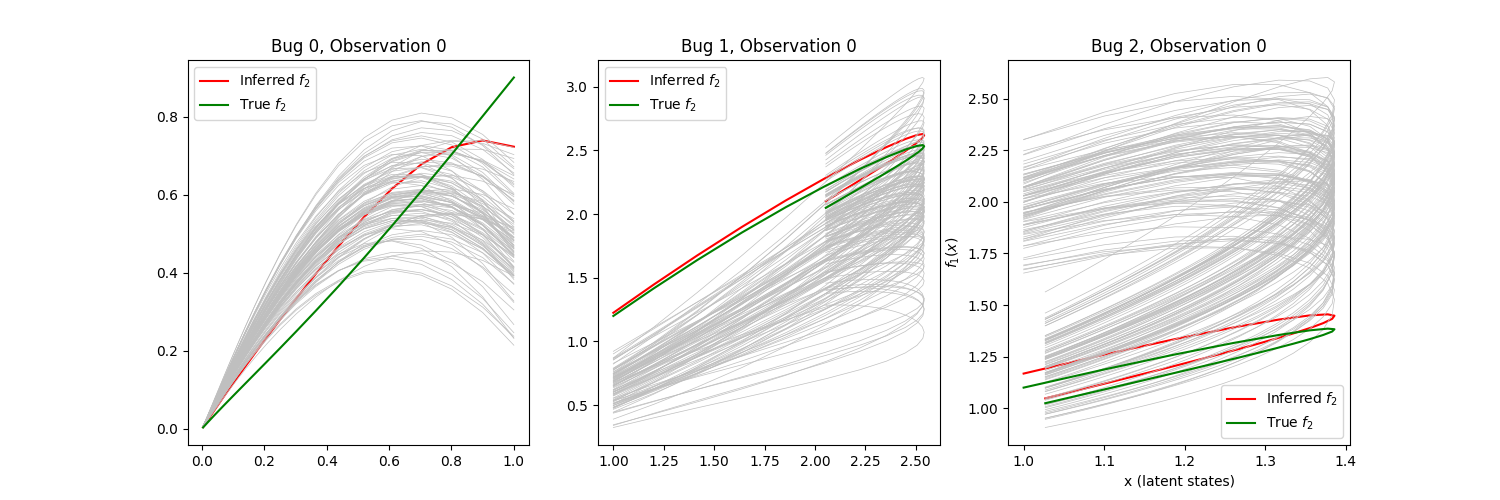 Bug 0, Observation 0
Inferred f₂
True f₂
0.8
0.6
0.4
0.2
0.0
0.0 0.2 0.4 0.6 0.8 1.0
Bug 1, Observation 0
Inferred f₂
True f₂
3.0
2.5
2.0
1.5
1.0
0.5
1.00 1.25 1.50 1.75 2.00 2.25 2.50
Bug 2, Observation 0
f₁(x)
2.50
2.25
2.00
1.75
1.50
1.25
1.00
Inferred f₂
True f₂
1.0 1.1 1.2 1.3 1.4
x (latent states)